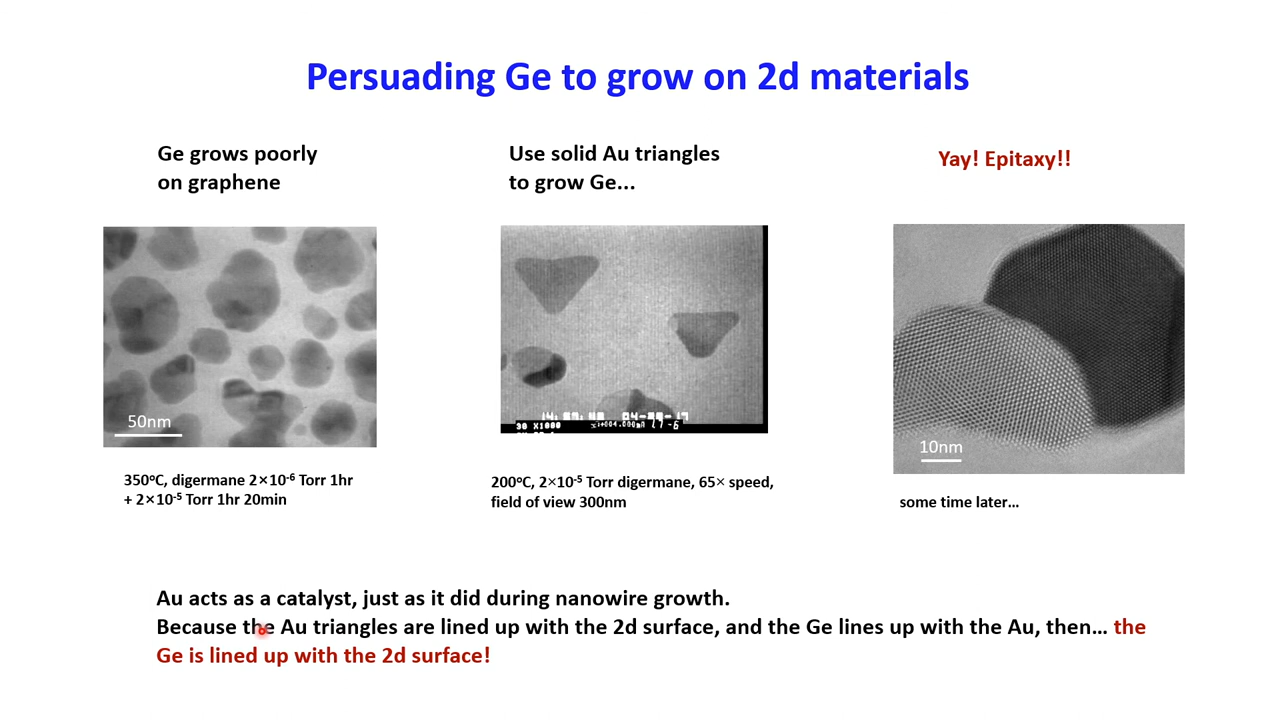 Persuading Ge to grow on 2d materials
Ge grows poorly
on graphene
Use solid Au triangles
to grow Ge...
Yay! Epitaxy!!
50nm
30 X1000
10nm
350ºC, digermane 2×10⁻⁶ Torr 1hr
+ 2×10⁻⁵ Torr 1hr 20min
200ºC, 2×10⁻⁵ Torr digermane, 65× speed,
field of view 300nm
some time later…
Au acts as a catalyst, just as it did during nanowire growth.
Because the Au triangles are lined up with the 2d surface, and the Ge lines up with the Au, then… the
Ge is lined up with the 2d surface!